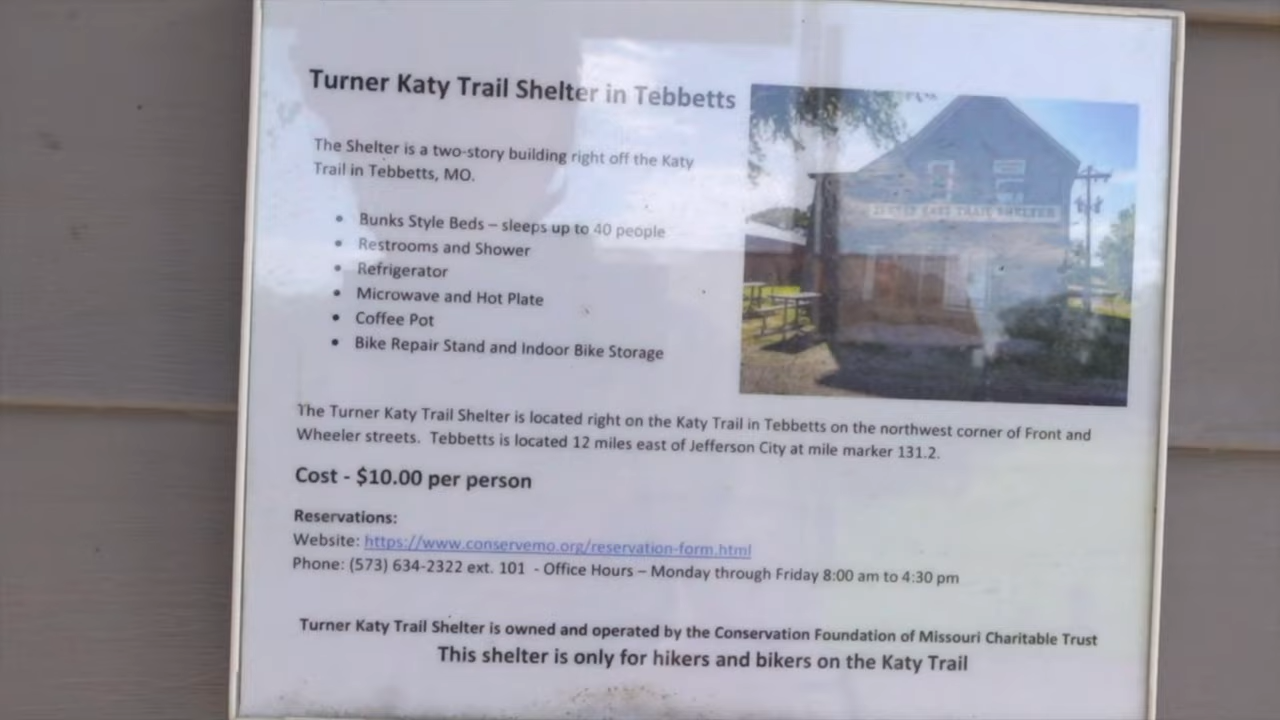 Turner Katy Trail Shelter in Tebbetts
The Shelter is a two-story building right off the Katy
Trail in Tebbetts, MO.
• Bunks Style Beds – sleeps up to 40 people
• Restrooms and Shower
• Refrigerator
• Microwave and Hot Plate
• Coffee Pot
• Bike Repair Stand and Indoor Bike Storage
KATY TRAIL SHELTER
The Turner Katy Trail Shelter is located right on the Katy Trail in Tebbetts on the northwest corner of Front and
Wheeler streets. Tebbetts is located 12 miles east of Jefferson City at mile marker 131.2.
Cost - $10.00 per person
Reservations:
Website: https://www.conservemo.org/reservation-form.html
Phone: (573) 634-2322 ext. 101 - Office Hours – Monday through Friday 8:00 am to 4:30 pm
Turner Katy Trail Shelter is owned and operated by the Conservation Foundation of Missouri Charitable Trust
This shelter is only for hikers and bikers on the Katy Trail